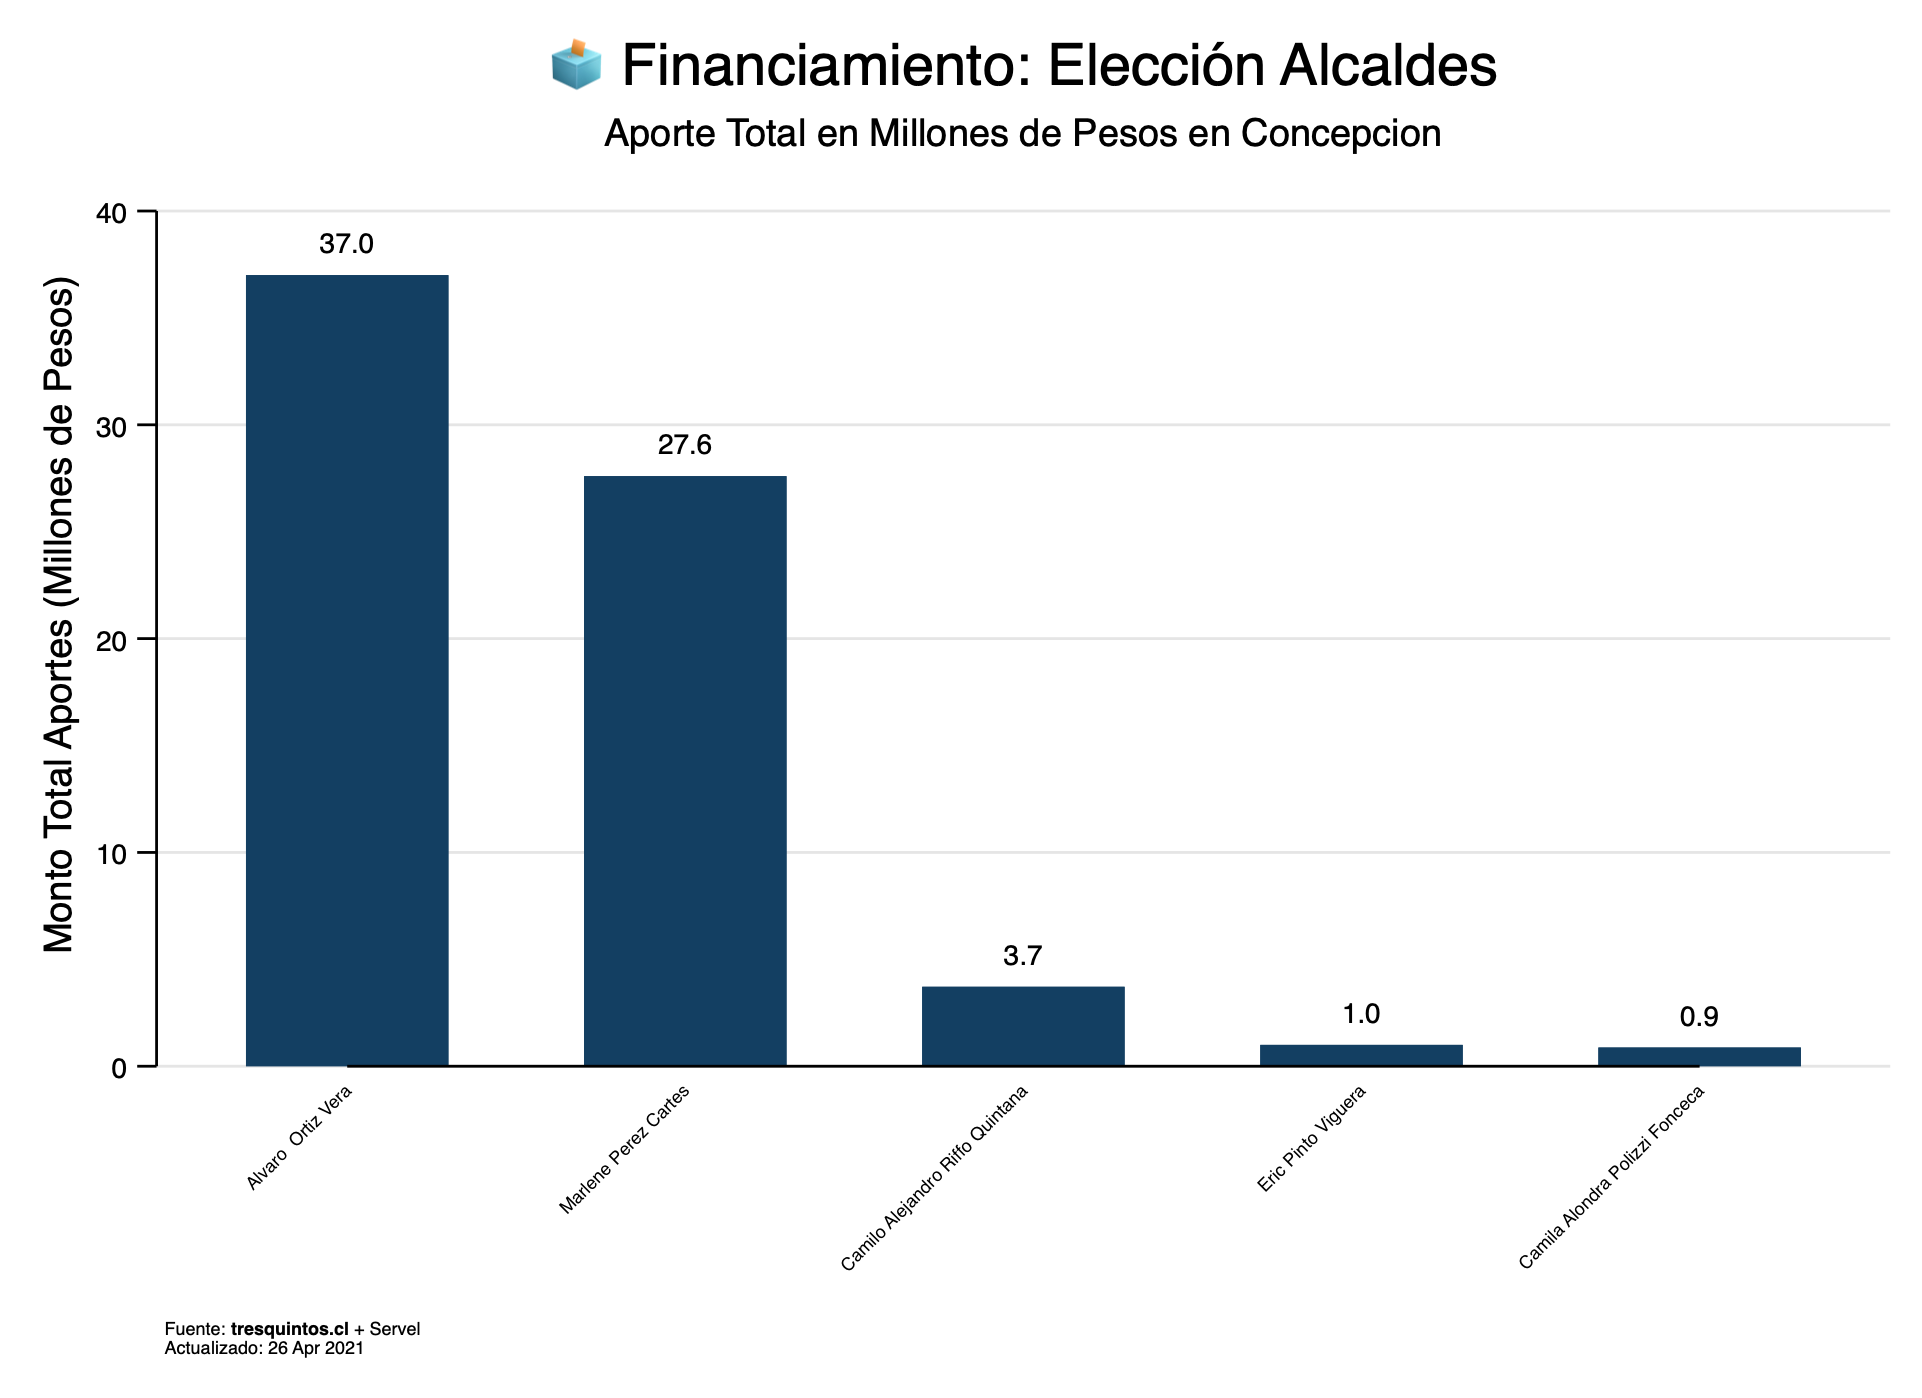 Financiamiento: Elección Alcaldes
Aporte Total en Millones de Pesos en Concepcion
Monto Total Aportes (Millones de Pesos)
40
30
20
10
0
37.0
27.6
3.7
1.0
0.9
Alvaro  Ortiz Vera
Marlene Perez Cartes
Camilo Alejandro Riffo Quintana
Eric Pinto Viguera
Camila Alondra Polizzi Fonceca
Fuente: tresquintos.cl + Servel
Actualizado: 26 Apr 2021